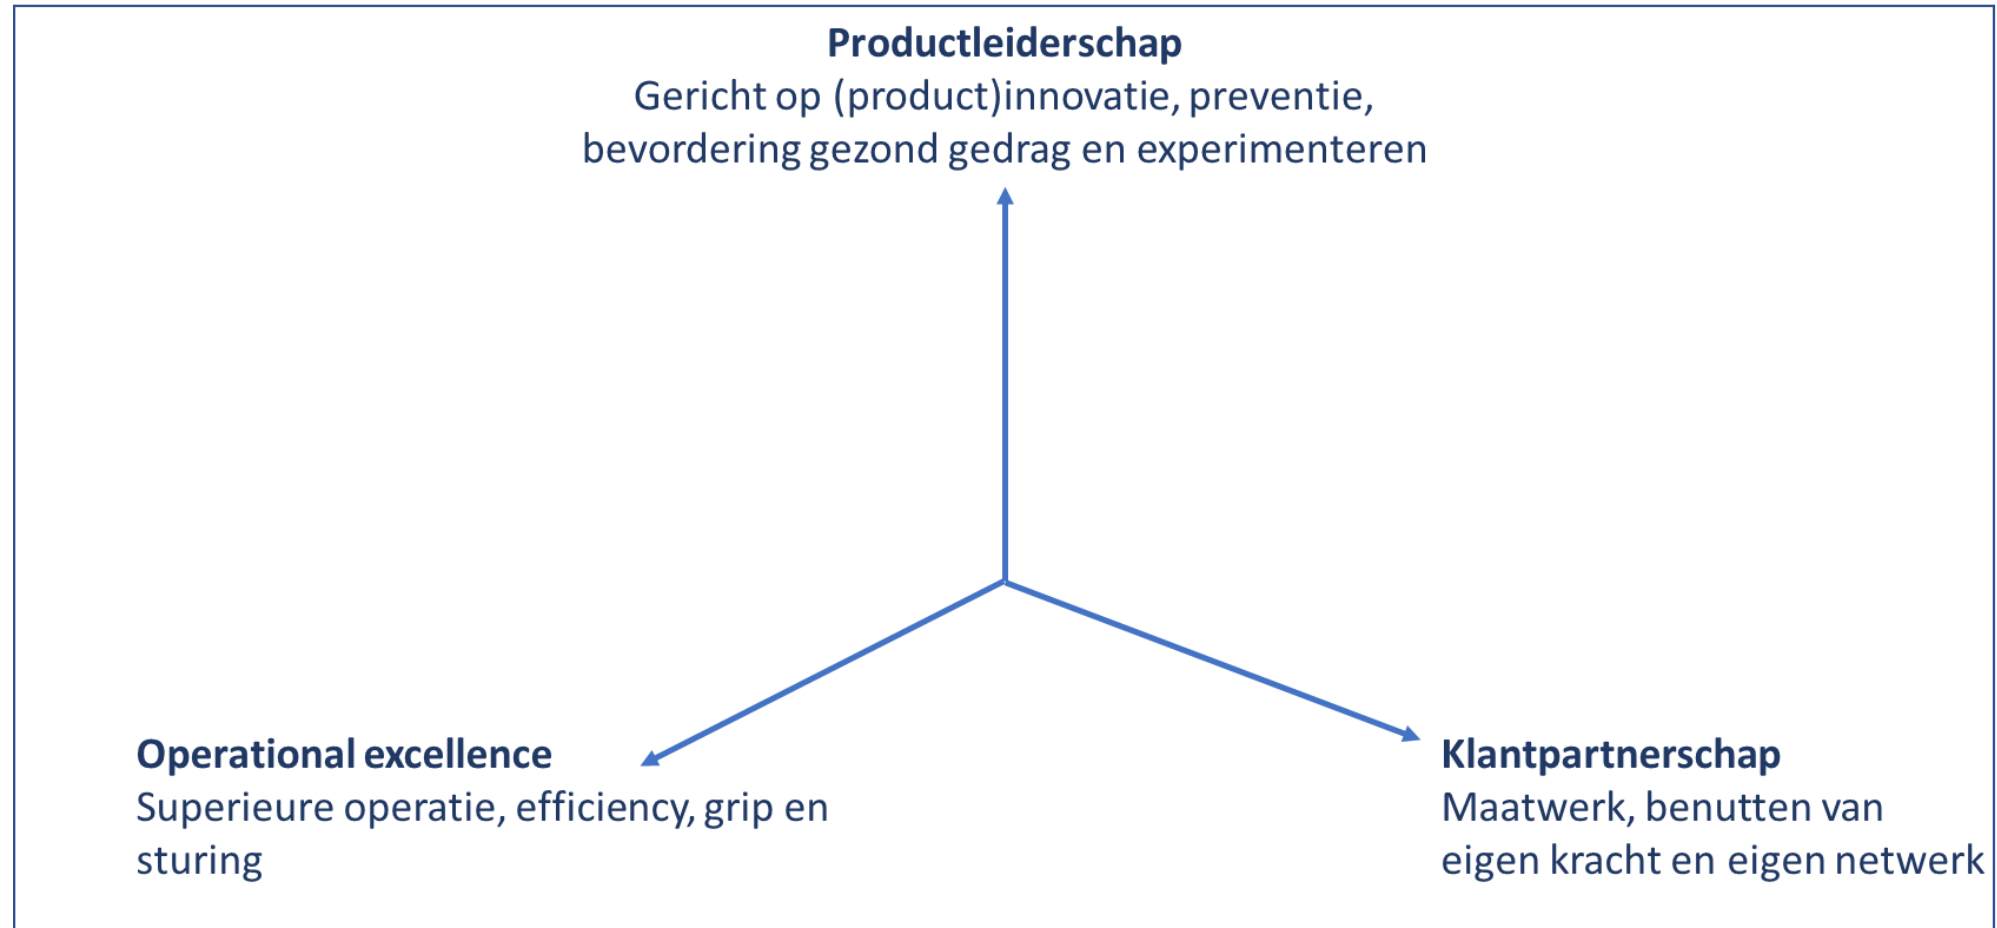 Productleiderschap
Gericht op (product)innovatie, preventie,
bevordering gezond gedrag en experimenteren
Operational excellence
Superieure operatie, efficiency, grip en
sturing
Klantpartnerschap
Maatwerk, benutten van
eigen kracht en eigen netwerk